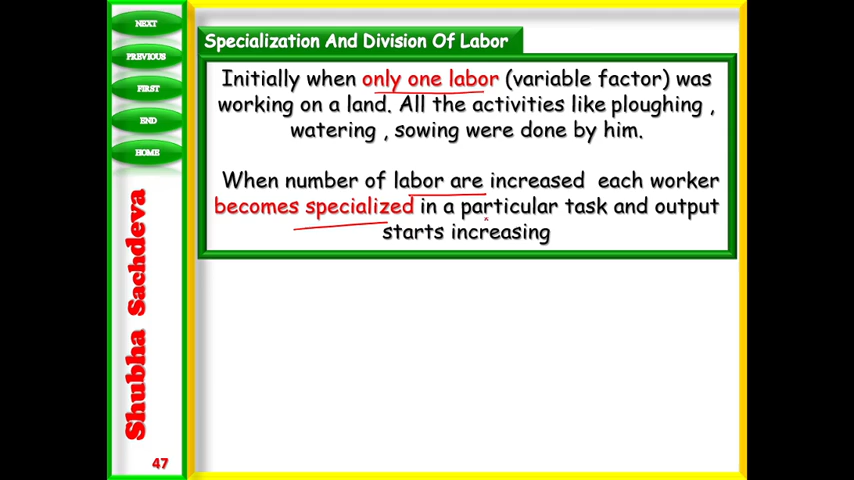 NEXT
PREVIOUS
FIRST
END
HOME
Shubha Sachdeva
47
Specialization And Division Of Labor
Initially when only one labor (variable factor) was
working on a land. All the activities like ploughing ,
watering , sowing were done by him.
When number of labor are increased each worker
becomes specialized in a particular task and output
starts increasing